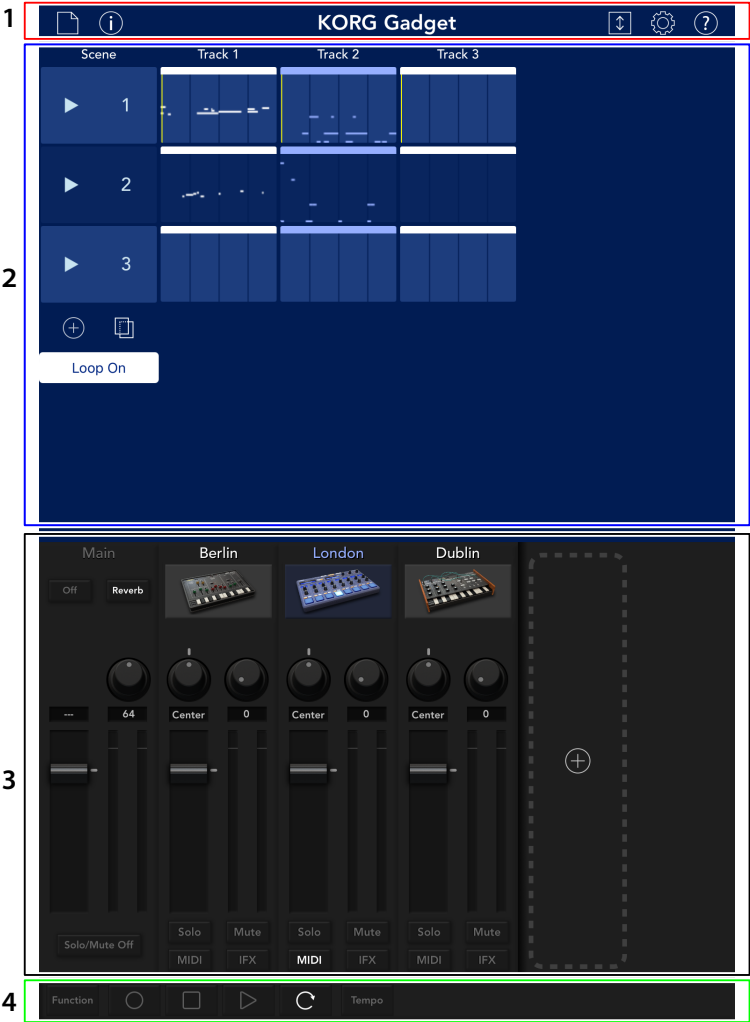 1
KORG Gadget
2
Scene Track 1 Track 2 Track 3
1
2
3
Loop On
3
Main Berlin London Dublin
Off Reverb
--- 64 Center 0 Center 0 Center 0
Solo Mute Solo Mute Solo Mute
Solo/Mute Off
MIDI IFX MIDI IFX MIDI IFX
4
Function Tempo